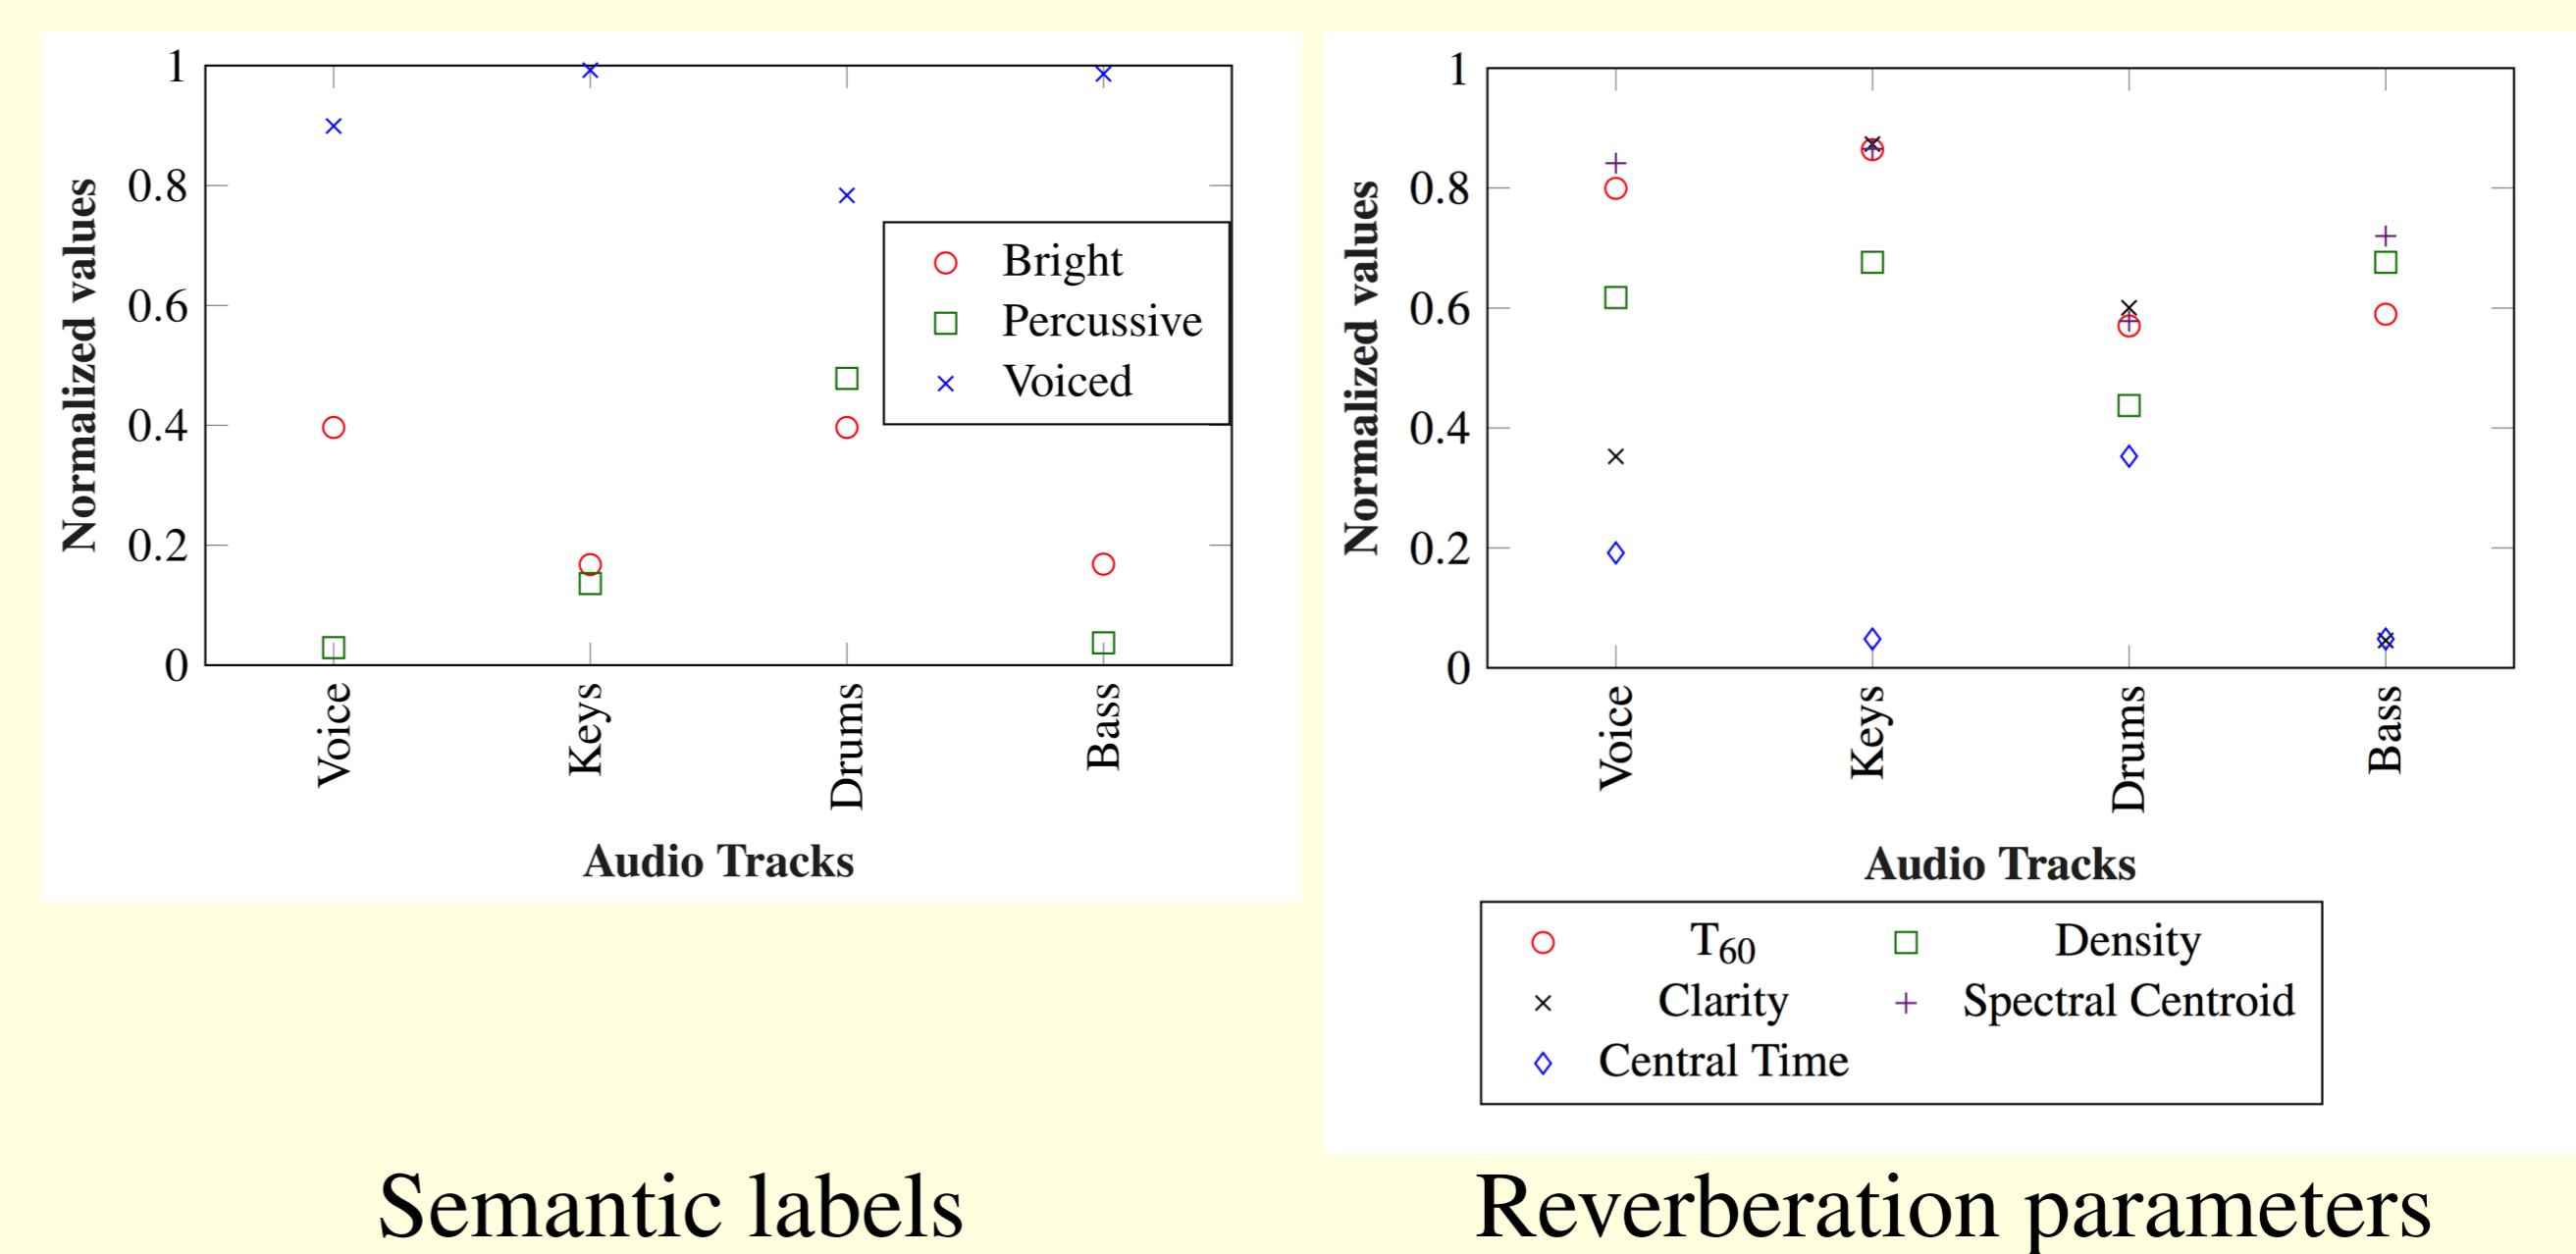 1
0.8
0.6
0.4
0.2
0
Normalized values
Bright
Percussive
Voiced
Voice
Keys
Drums
Bass
Audio Tracks
1
0.8
0.6
0.4
0.2
0
Normalized values
Voice
Keys
Drums
Bass
Audio Tracks
T60 Density
Clarity Spectral Centroid
Central Time
Semantic labels
Reverberation parameters